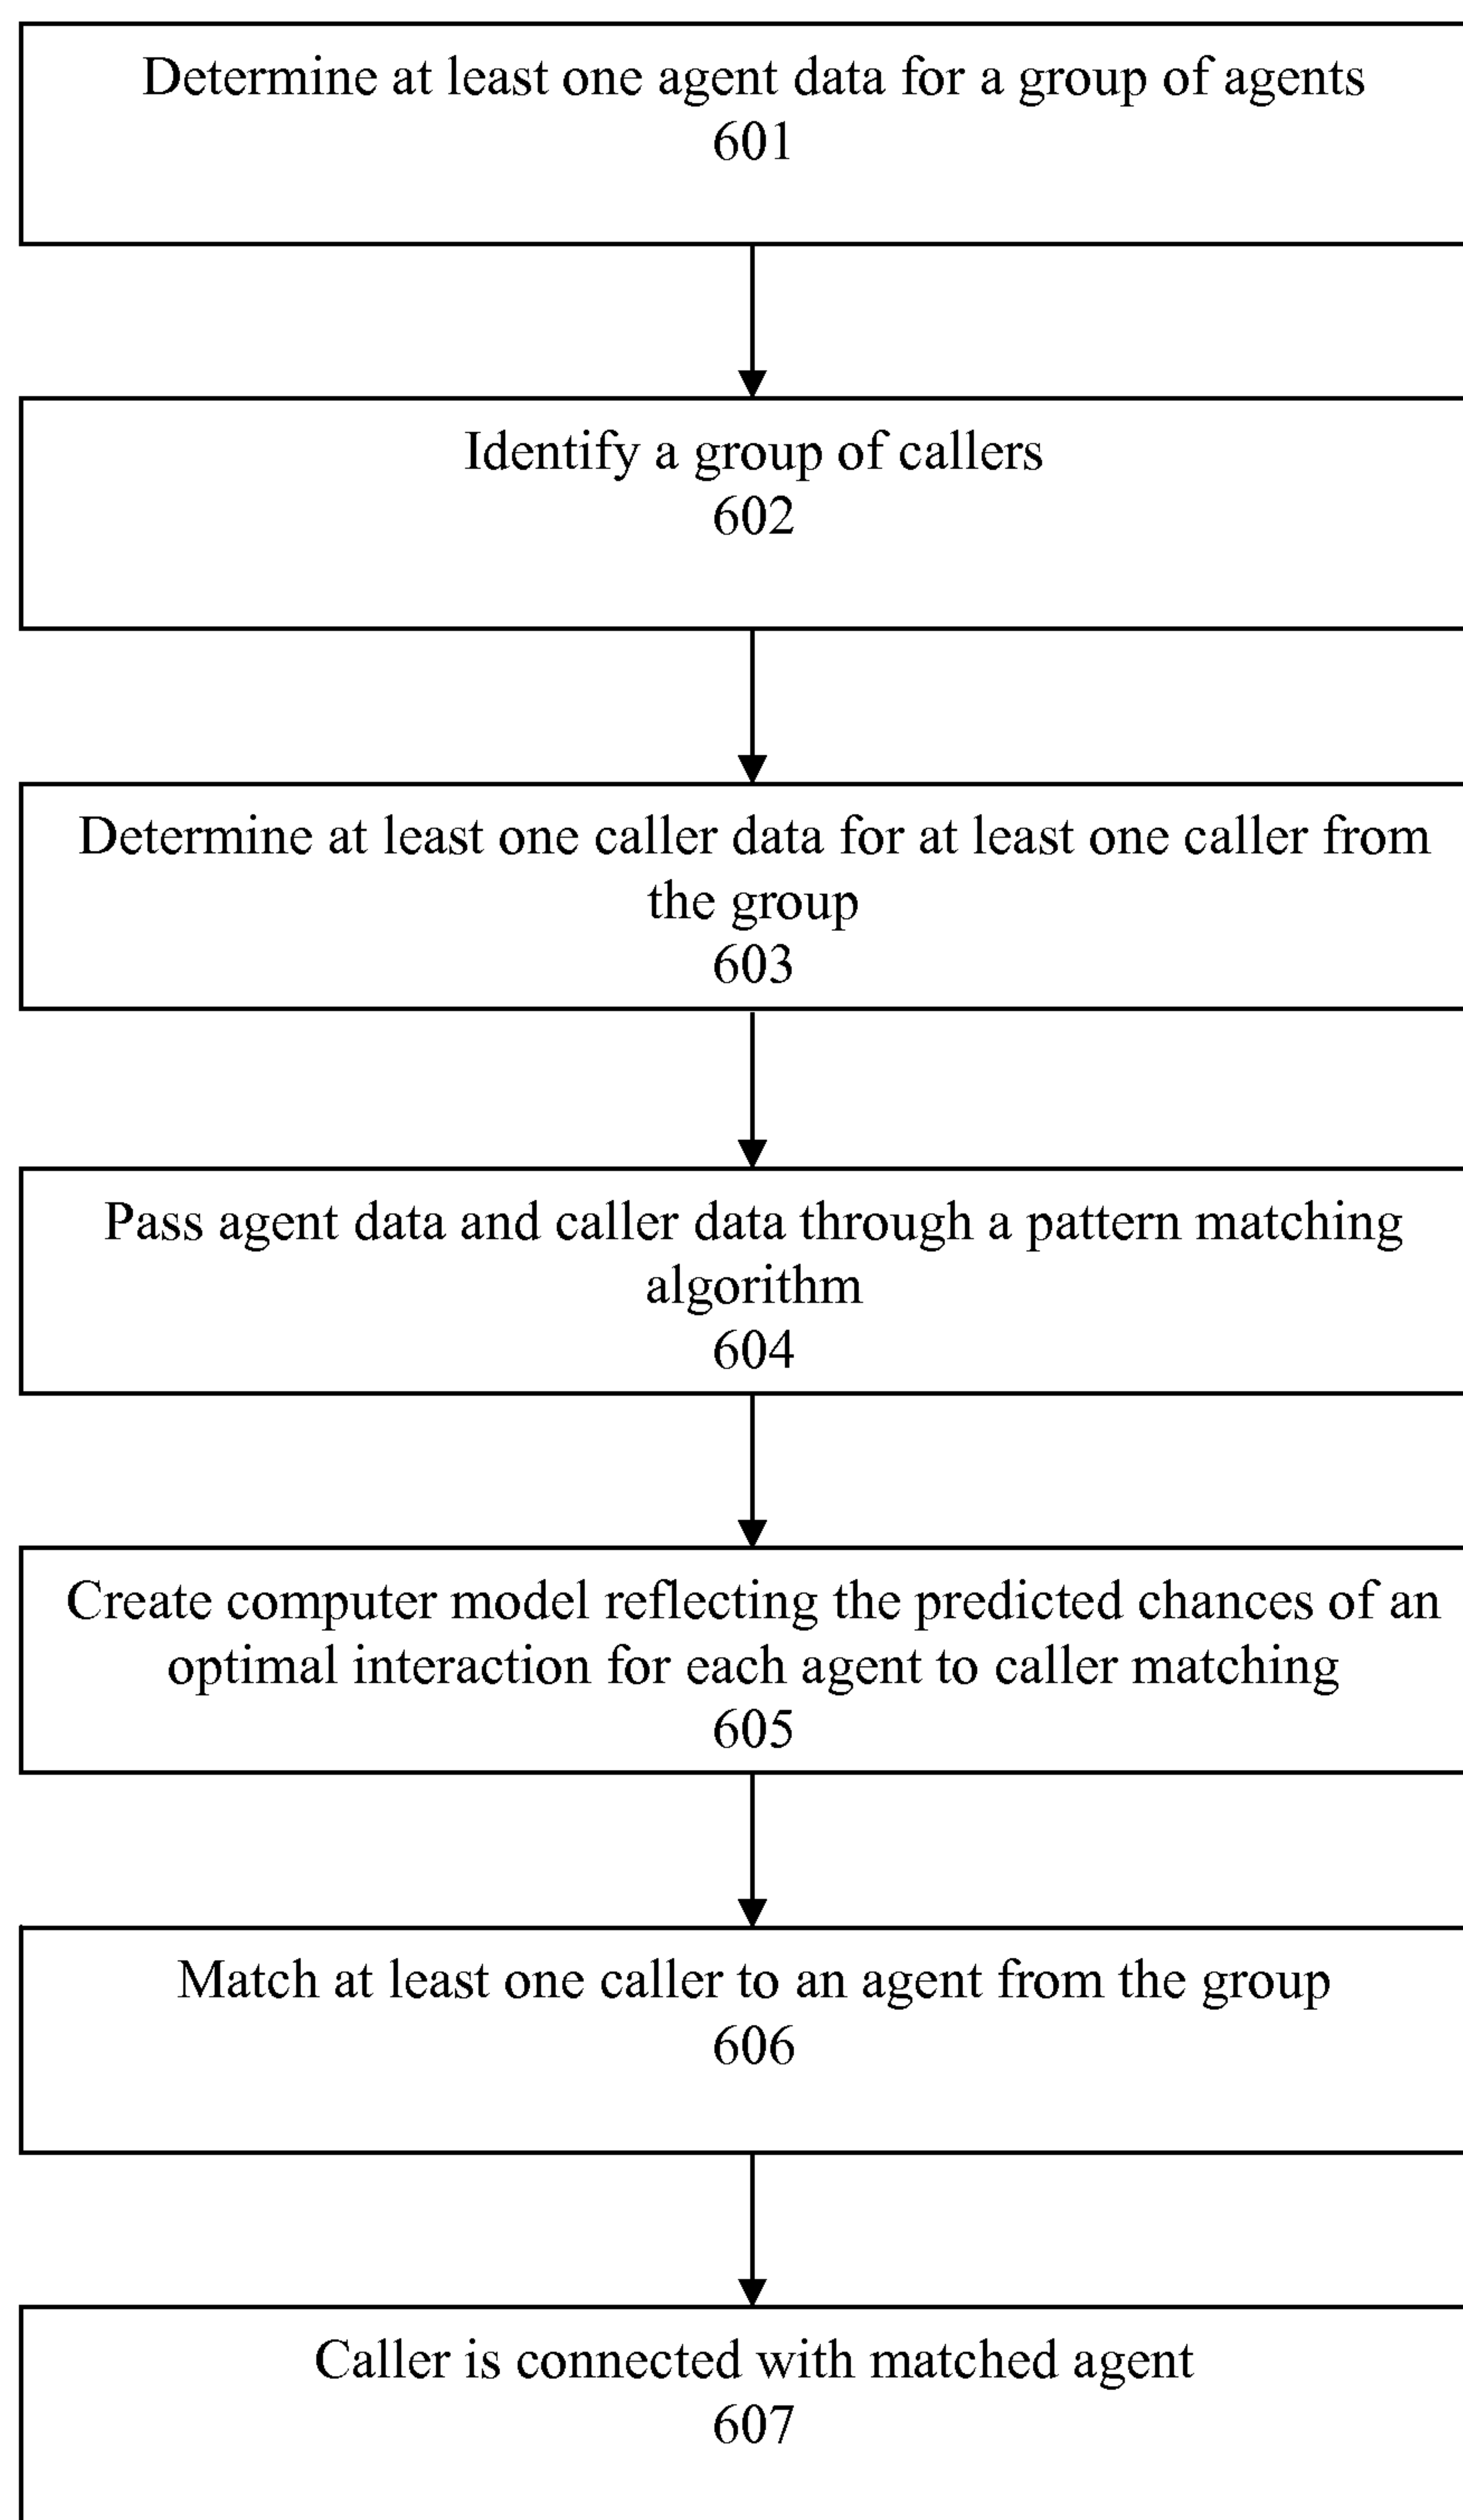 Determine at least one agent data for a group of agents
601
Identify a group of callers
602
Determine at least one caller data for at least one caller from
the group
603
Pass agent data and caller data through a pattern matching
algorithm
604
Create computer model reflecting the predicted chances of an
optimal interaction for each agent to caller matching
605
Match at least one caller to an agent from the group
606
Caller is connected with matched agent
607